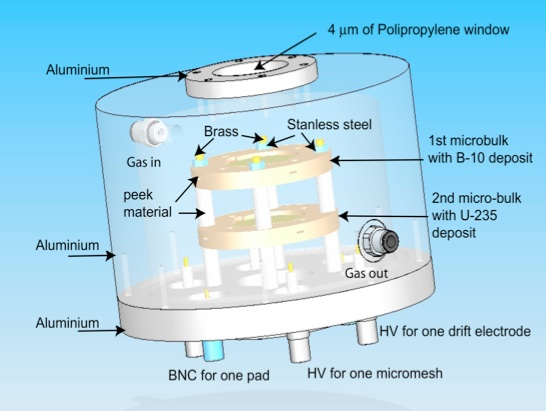 4 µm of Polipropylene window
Aluminium
Brass
Stanless steel
Gas in
1st microbulk
with B-10 deposit
peek
material
2nd micro-bulk
with U-235
deposit
Aluminium
Gas out
Aluminium
HV for one drift electrode
BNC for one pad
HV for one micromesh